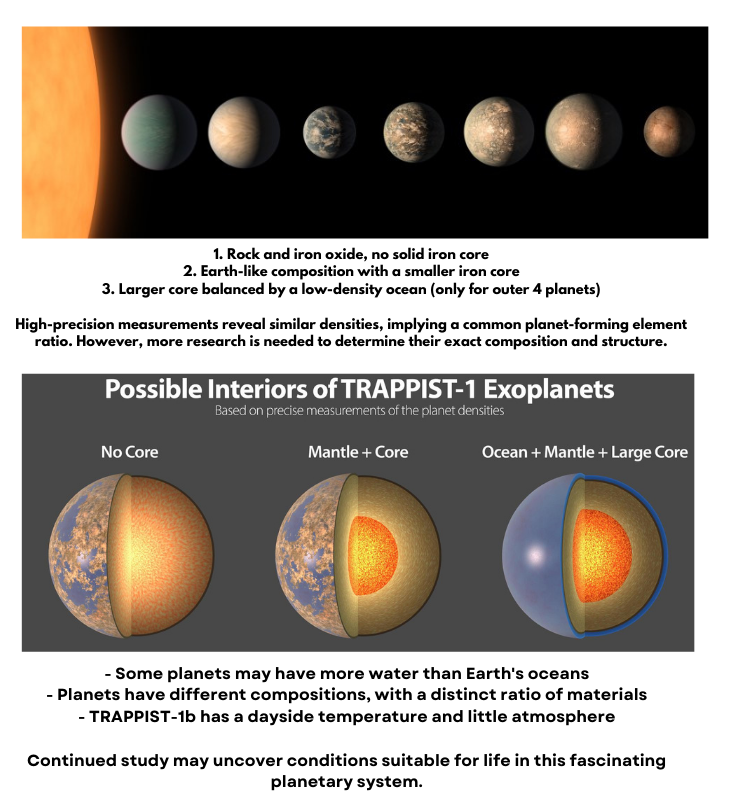 1. Rock and iron oxide, no solid iron core
2. Earth-like composition with a smaller iron core
3. Larger core balanced by a low-density ocean (only for outer 4 planets)
High-precision measurements reveal similar densities, implying a common planet-forming element
ratio. However, more research is needed to determine their exact composition and structure.
Possible Interiors of TRAPPIST-1 Exoplanets
Based on precise measurements of the planet densities
No Core
Mantle + Core
Ocean + Mantle + Large Core
- Some planets may have more water than Earth's oceans
- Planets have different compositions, with a distinct ratio of materials
- TRAPPIST-1b has a dayside temperature and little atmosphere
Continued study may uncover conditions suitable for life in this fascinating
planetary system.